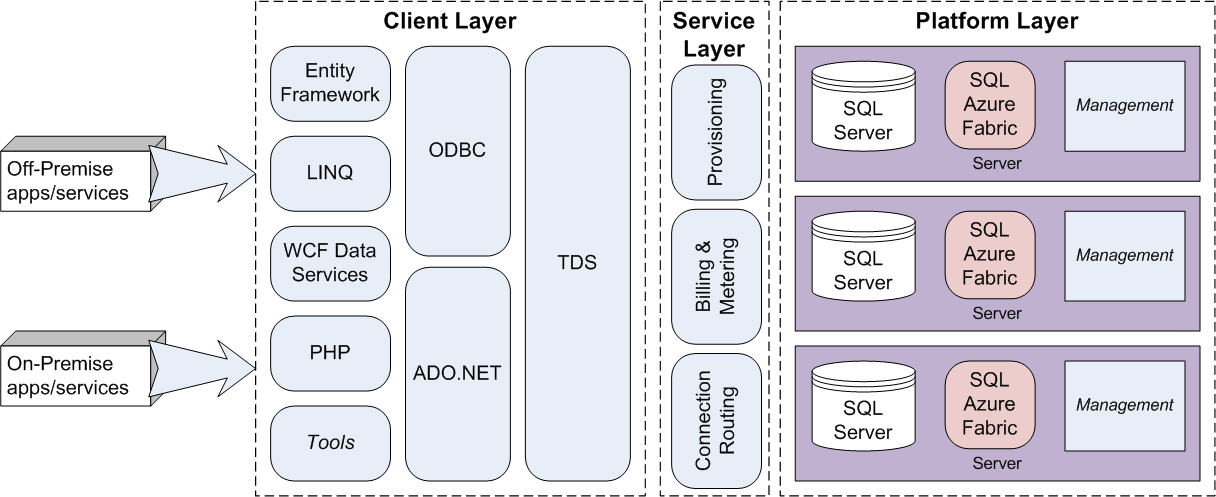 Off-Premise
apps/services
On-Premise
apps/services
Client Layer
Entity
Framework
LINQ
WCF Data
Services
PHP
Tools
ODBC
ADO.NET
TDS
Service
Layer
Provisioning
Billing &
Metering
Connection
Routing
Platform Layer
SQL
Server
SQL
Azure
Fabric
Management
Server
SQL
Server
SQL
Azure
Fabric
Management
Server
SQL
Server
SQL
Azure
Fabric
Management
Server